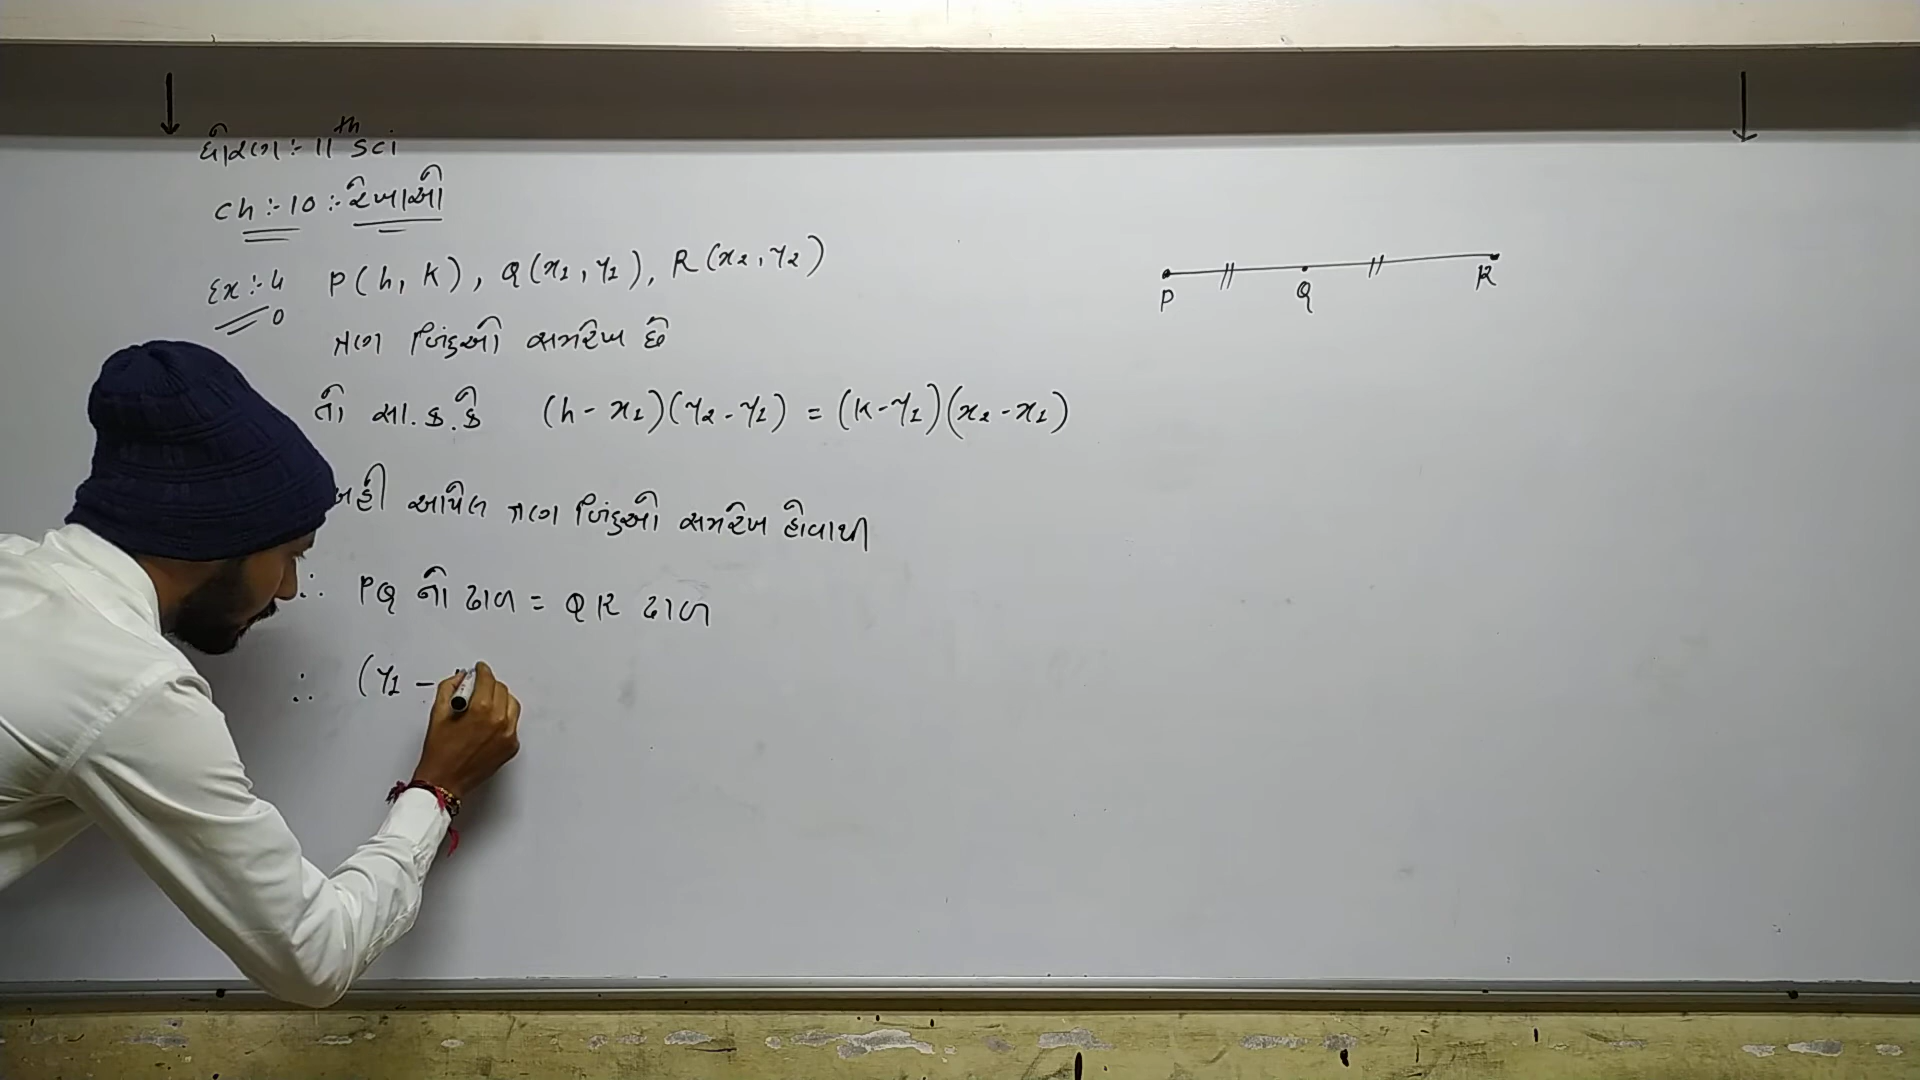 ધોરણ :- 11th sci
ch :- 10 :- રેખાઓ
Ex :- 4 P(h, k), Q(x1, y1), R(x2, y2)
ત્રણ બિંદુઓ સમરેખ છે
તો સા.ક.કે (h - x1)(y2 - y1) = (k - y1)(x2 - x1)
અહી આપેલ ત્રણ બિંદુઓ સમરેખ હોવાથી
∴ PQ નો ઢાળ = QR ઢાળ
∴ (y1 -
P Q R